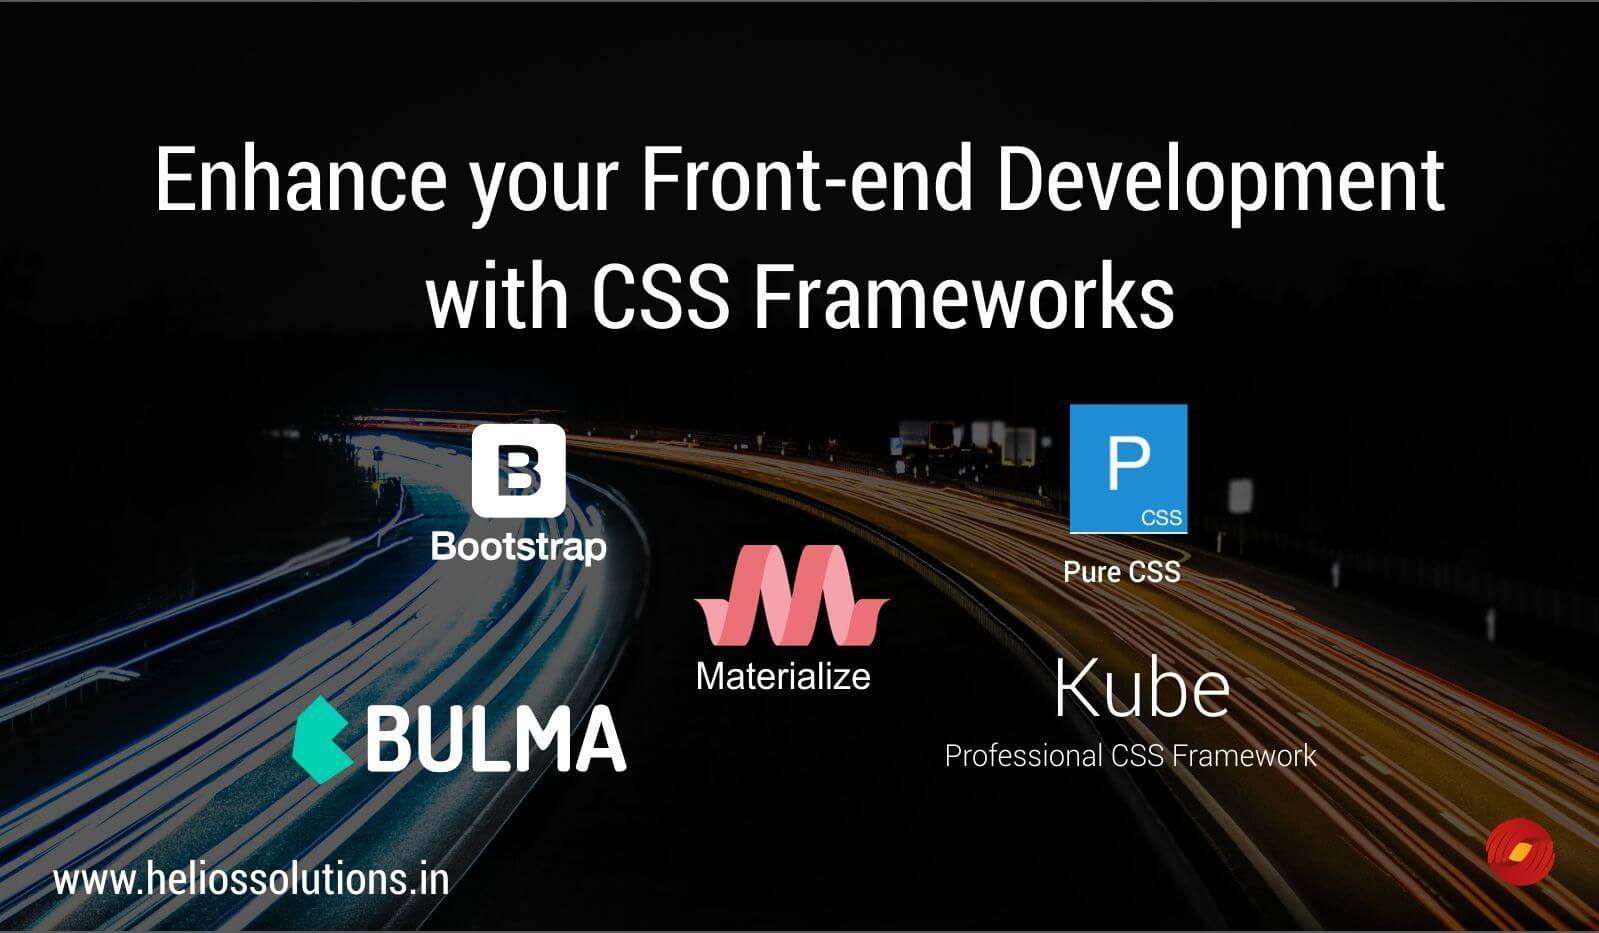 Enhance your Front-end Development
with CSS Frameworks
B
Bootstrap
P
CSS
Pure CSS
Materialize
BULMA
Kube
Professional CSS Framework
www.heliossolutions.in